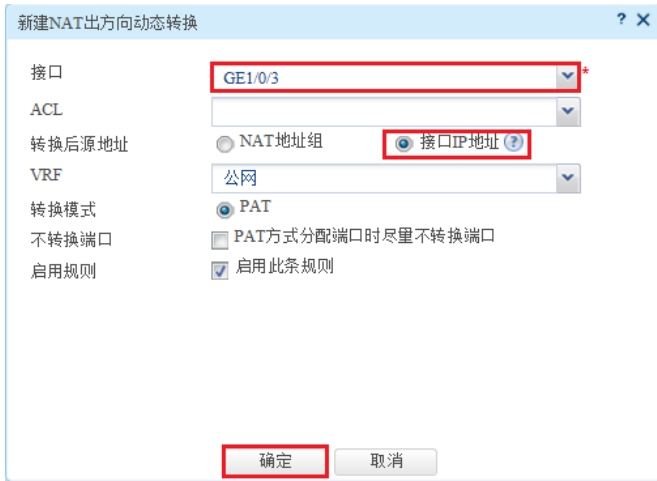 新建NAT出方向动态转换 ?
接口 GE1/0/3 *
ACL
转换后源地址 NAT地址组 接口IP地址 ?
VRF 公网
转换模式 PAT
不转换端口 PAT方式分配端口时尽量不转换端口
启用规则 启用此条规则
确定 取消